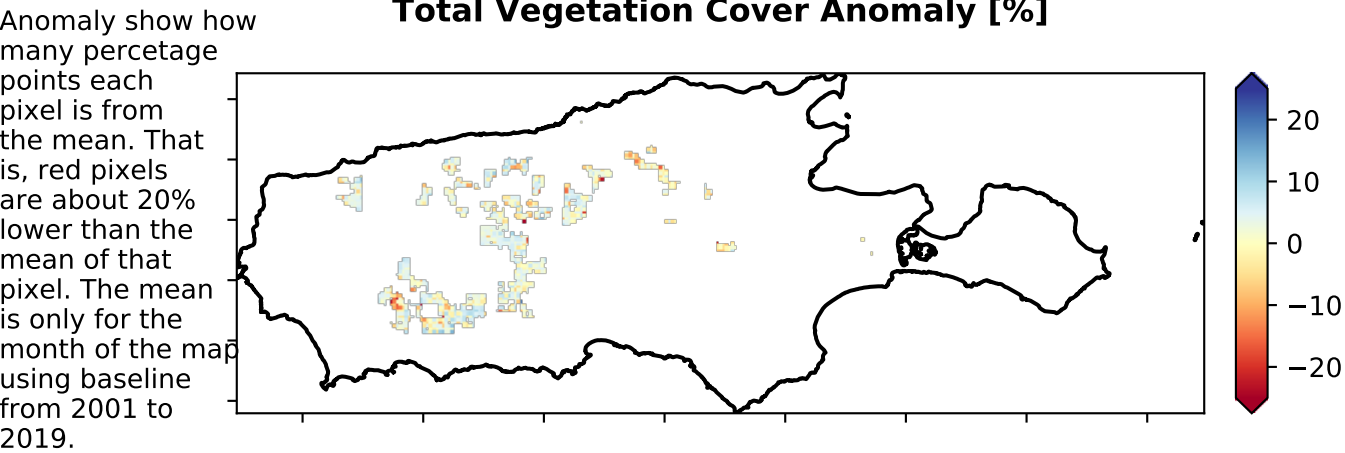 Total Vegetation Cover Anomaly [%]
Anomaly show how
many percetage
points each
pixel is from
the mean. That
is, red pixels
are about 20%
lower than the
mean of that
pixel. The mean
is only for the
month of the map
using baseline
from 2001 to
2019.
20
10
0
−10
−20